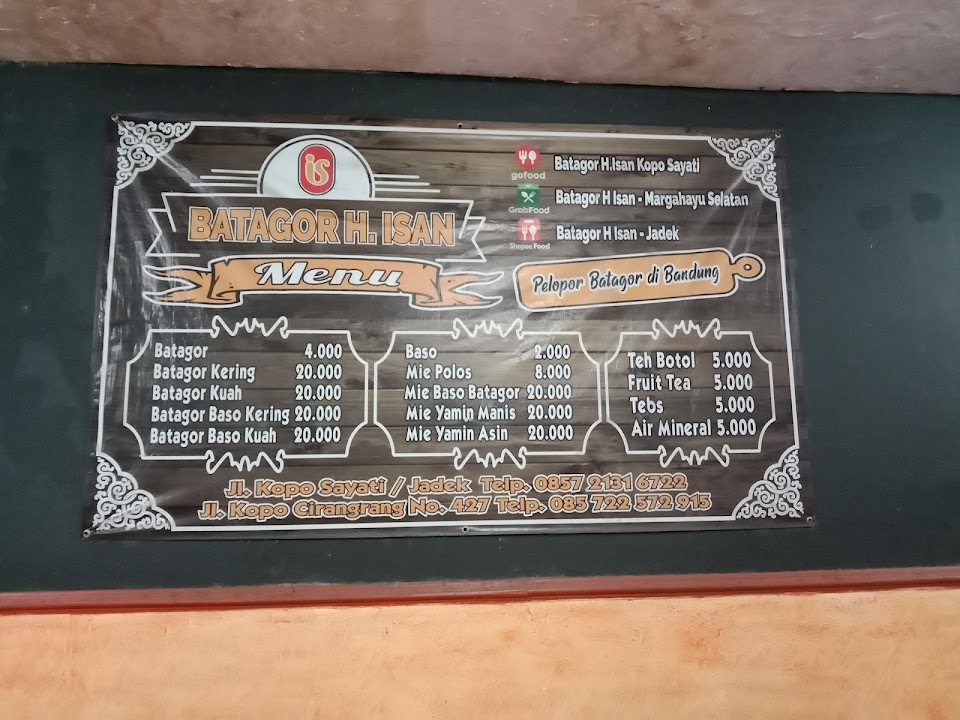 is
BATAGOR H. ISAN
Menu
gofood
Batagor H.Isan Kopo Sayati
GrabFood
Batagor H Isan - Margahayu Selatan
Shopee Food
Batagor H Isan - Jadek
Pelopor Batagor di Bandung
Batagor 4.000
Batagor Kering 20.000
Batagor Kuah 20.000
Batagor Baso Kering 20.000
Batagor Baso Kuah 20.000
Baso 2.000
Mie Polos 8.000
Mie Baso Batagor 20.000
Mie Yamin Manis 20.000
Mie Yamin Asin 20.000
Teh Botol 5.000
Fruit Tea 5.000
Tebs 5.000
Air Mineral 5.000
Jl. Kopo Sayati / Jadek Telp. 0857 2131 6722
Jl. Kopo Cirangrang No. 427 Telp. 085 722 572 915